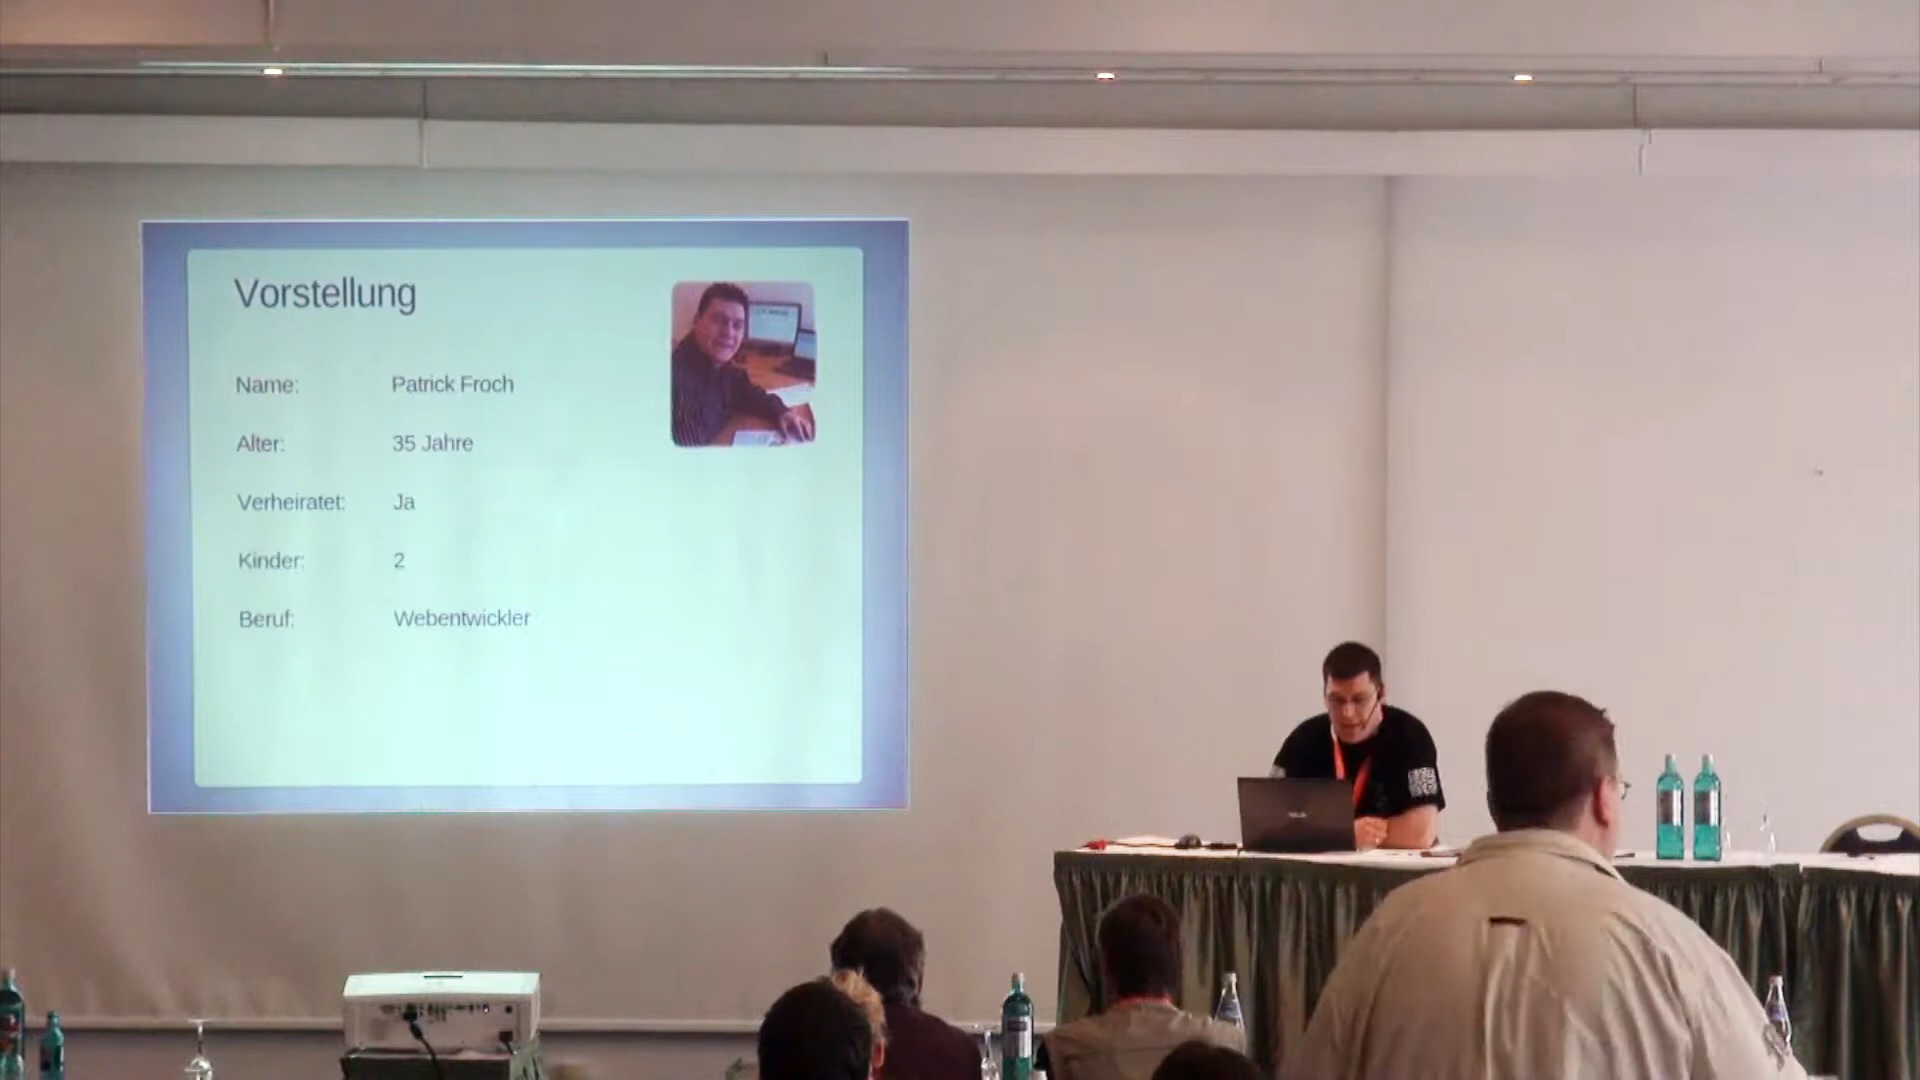 Vorstellung
Name: Patrick Froch
Alter: 35 Jahre
Verheiratet: Ja
Kinder: 2
Beruf: Webentwickler